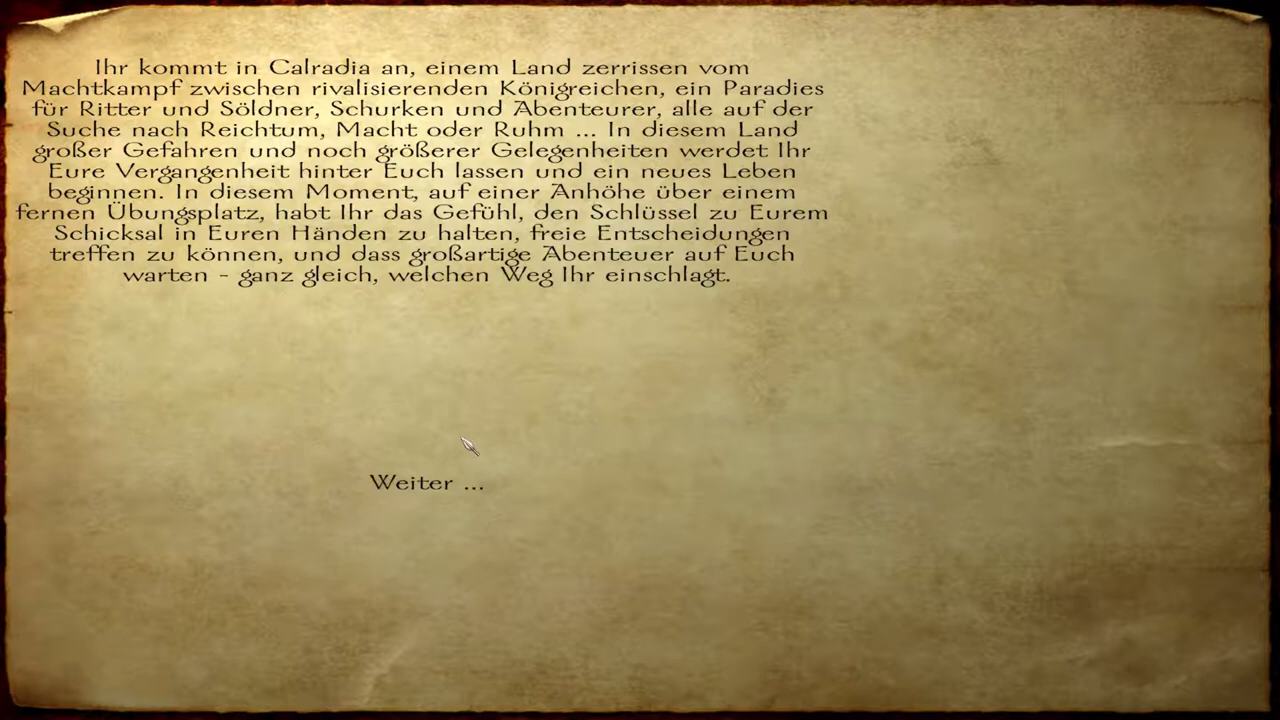 Ihr kommt in Calradia an, einem Land zerrissen vom
Machtkampf zwischen rivalisierenden Königreichen, ein Paradies
für Ritter und Söldner, Schurken und Abenteurer, alle auf der
Suche nach Reichtum, Macht oder Ruhm ... In diesem Land
großer Gefahren und noch größerer Gelegenheiten werdet Ihr
Eure Vergangenheit hinter Euch lassen und ein neues Leben
beginnen. In diesem Moment, auf einer Anhöhe über einem
fernen Übungsplatz, habt Ihr das Gefühl, den Schlüssel zu Eurem
Schicksal in Euren Händen zu halten, freie Entscheidungen
treffen zu können, und dass großartige Abenteuer auf Euch
warten - ganz gleich, welchen Weg Ihr einschlagt.
Weiter ...